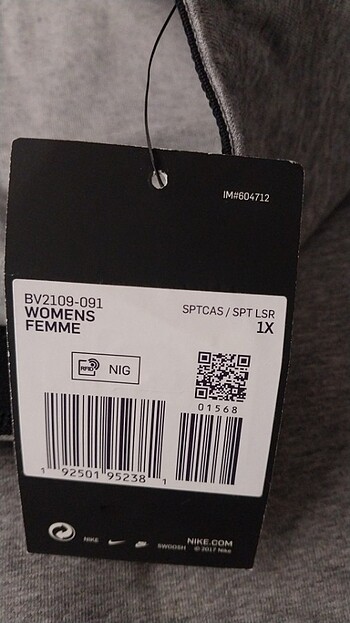 IM#604712
BV2109-091
WOMENS
FEMME
SPTCAS / SPT LSR
1X
RFID
NIG
01568
1 92501 95238 1
NIKE
SWOOSH
NIKE.COM
© 2017 Nike